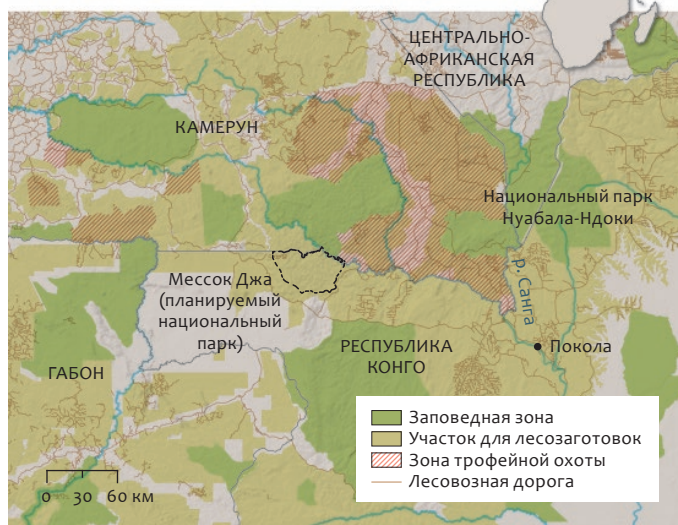 ЦЕНТРАЛЬНО-
АФРИКАНСКАЯ
РЕСПУБЛИКА
КАМЕРУН
Национальный парк
Нуабала-Ндоки
р. Санга
Мессок Джа
(планируемый
национальный
парк)
РЕСПУБЛИКА
КОНГО
Покола
ГАБОН
Заповедная зона
Участок для лесозаготовок
Зона трофейной охоты
Лесовозная дорога
0 30 60 км